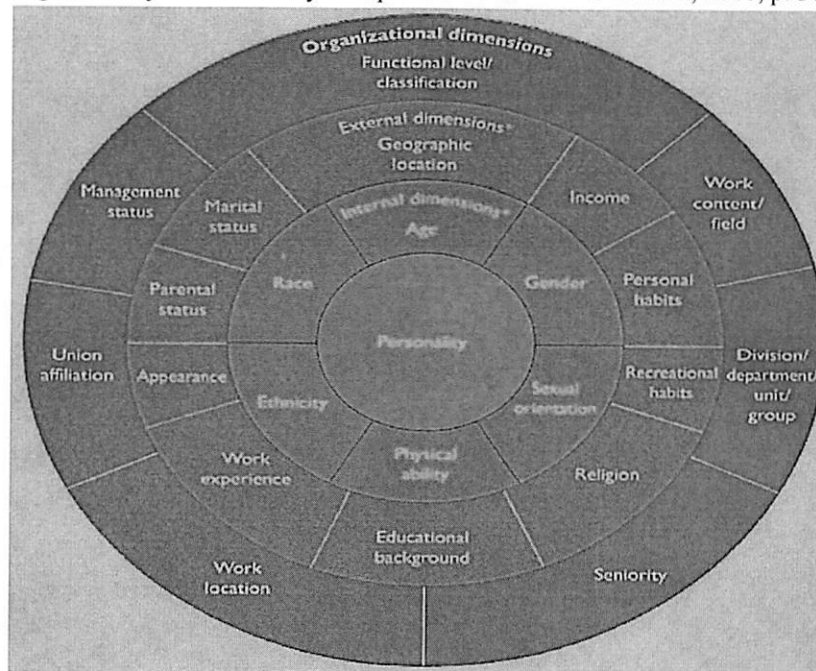 Organizational dimensions
Functional level/
classification
External dimensions*
Geographic
location
Internal dimensions*
Age
Management
status
Marital
status
Income
Work
content/
field
Race
Gender
Parental
status
Personal
habits
Personality
Union
affiliation
Appearance
Ethnicity
Sexual
orientation
Recreational
habits
Division/
department/
unit/
group
Work
experience
Physical
ability
Religion
Educational
background
Work
location
Seniority